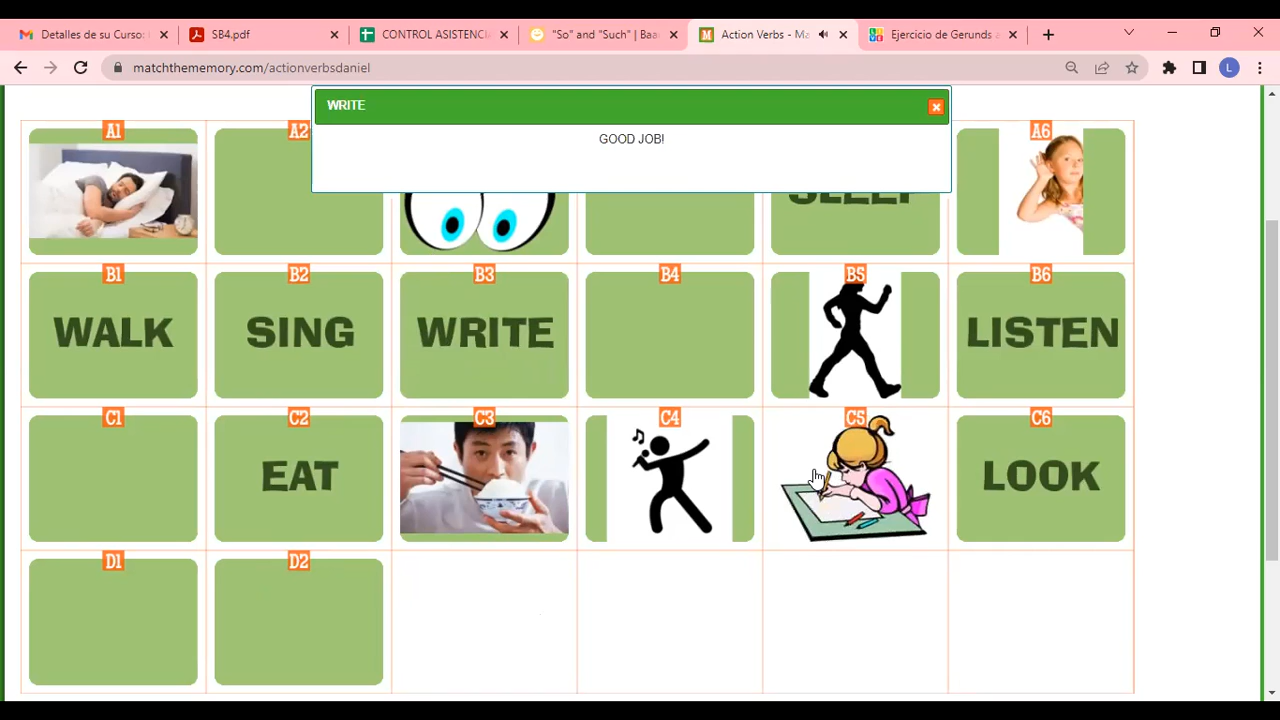 Detalles de su Curso: SB4.pdf CONTROL ASISTENCI "So" and "Such" | Baa Action Verbs - Ma Ejercicio de Gerunds a
matchthememory.com/actionverbsdaniel L
WRITE
GOOD JOB!
A1 A2 A6
SLEEP
B1 B2 B3 B4 B5 B6
WALK SING WRITE LISTEN
C1 C2 C3 C4 C5 C6
EAT LOOK
D1 D2